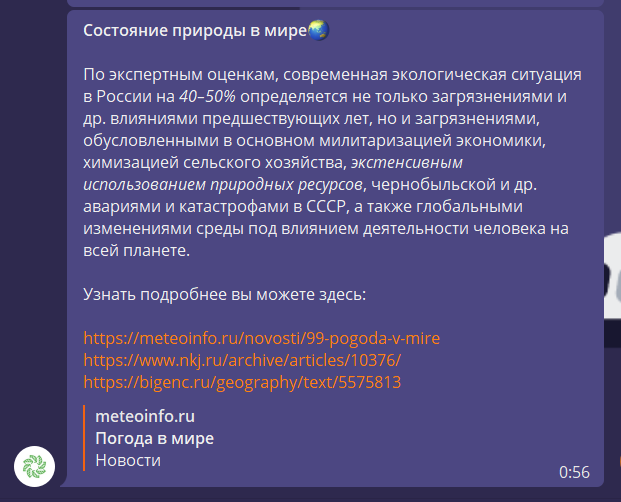 Состояние природы в мире🌏
По экспертным оценкам, современная экологическая ситуация
в России на 40–50% определяется не только загрязнениями и
др. влияниями предшествующих лет, но и загрязнениями,
обусловленными в основном милитаризацией экономики,
химизацией сельского хозяйства, экстенсивным
использованием природных ресурсов, чернобыльской и др.
авариями и катастрофами в СССР, а также глобальными
изменениями среды под влиянием деятельности человека на
всей планете.
Узнать подробнее вы можете здесь:
https://meteoinfo.ru/novosti/99-pogoda-v-mire
https://www.nkj.ru/archive/articles/10376/
https://bigenc.ru/geography/text/5575813
meteoinfo.ru
Погода в мире
Новости
0:56